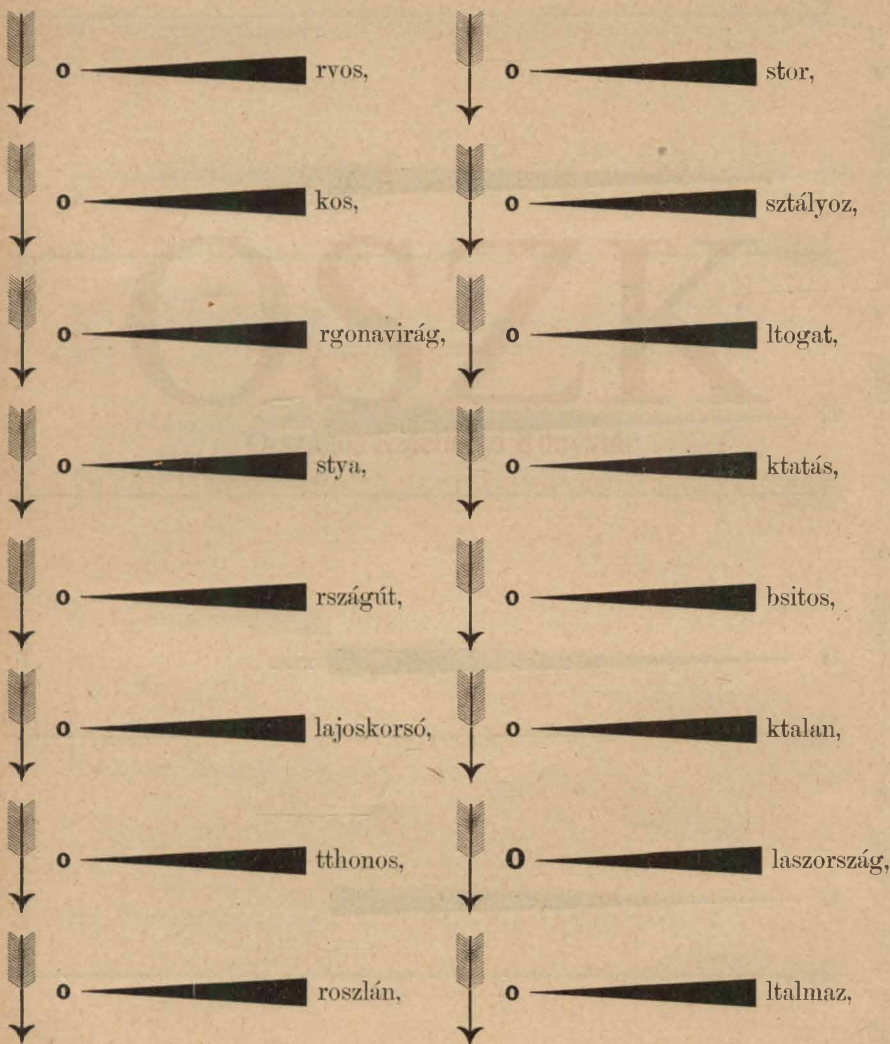 o rvos,
o kos,
o rgonavirág,
o stya,
o rszágút,
o lajoskorsó,
o tthonos,
o roszlán,
o stor,
o sztályoz,
o ltogat,
o ktatás,
o bsitos,
o ktalan,
O laszország,
o ltalmaz,
OSZK